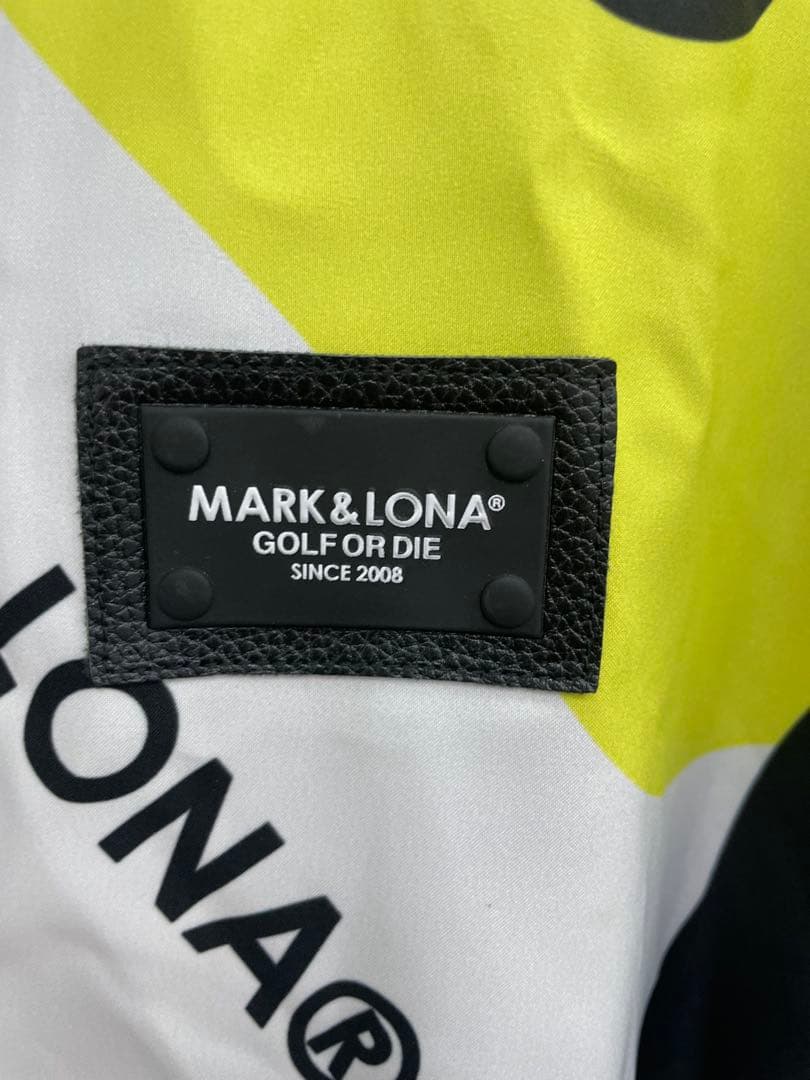 MARK&LONA®
GOLF OR DIE
SINCE 2008
LONA®